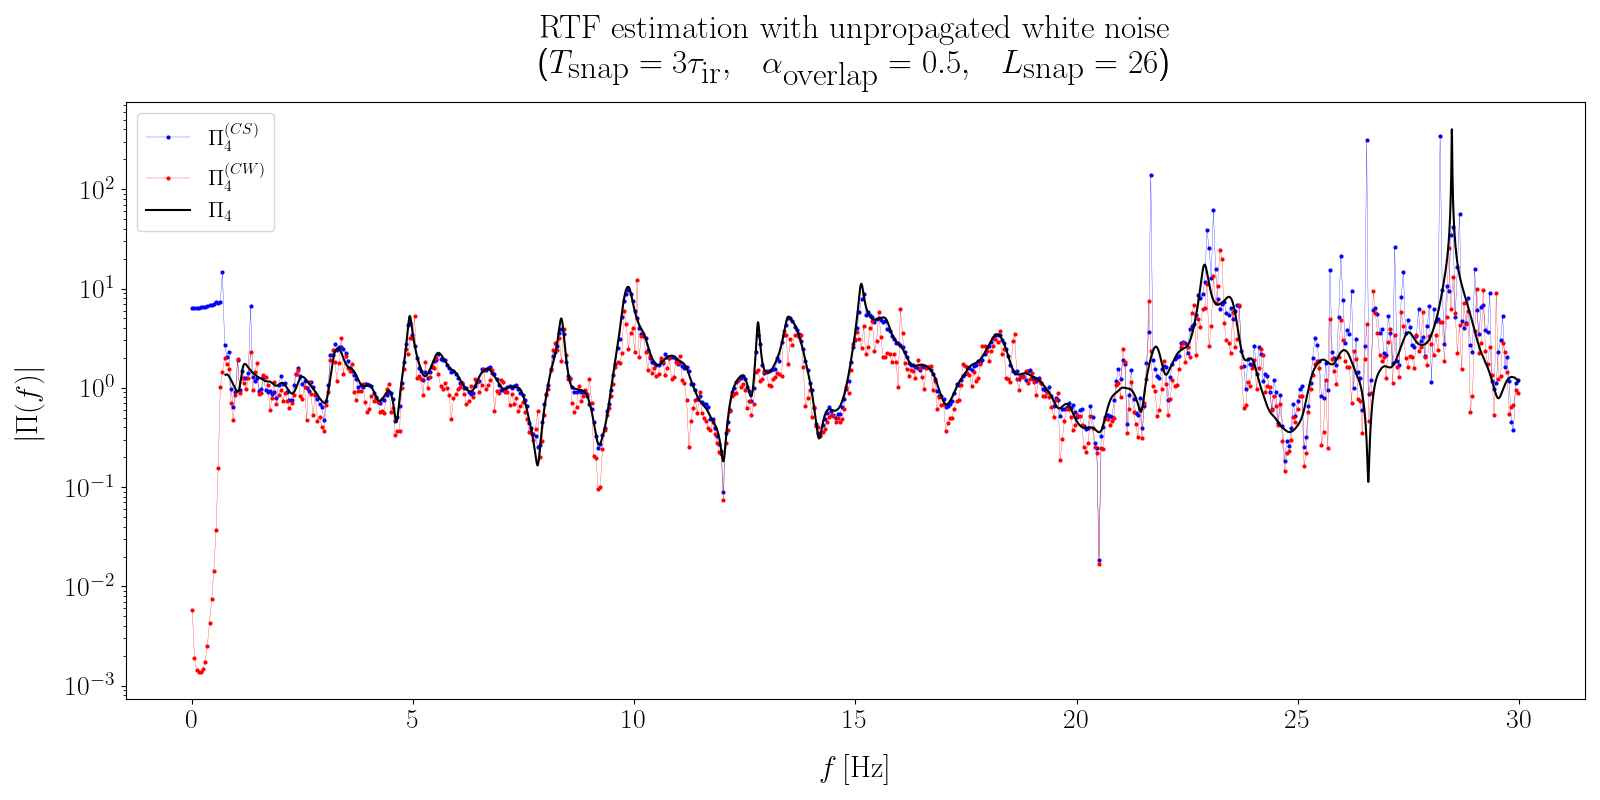 RTF estimation with unpropagated white noise
(T_snap = 3τ_ir, α_overlap = 0.5, L_snap = 26)
Π_4^(CS)
Π_4^(CW)
Π_4
|Π(f)|
10^2
10^1
10^0
10^−1
10^−2
10^−3
0 5 10 15 20 25 30
f [Hz]